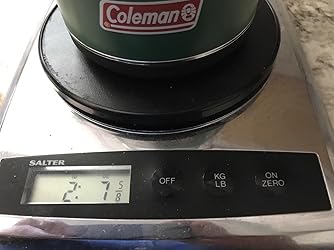 Coleman
SALTER
2: 7 5/8
OFF
KG
LB
ON
ZERO